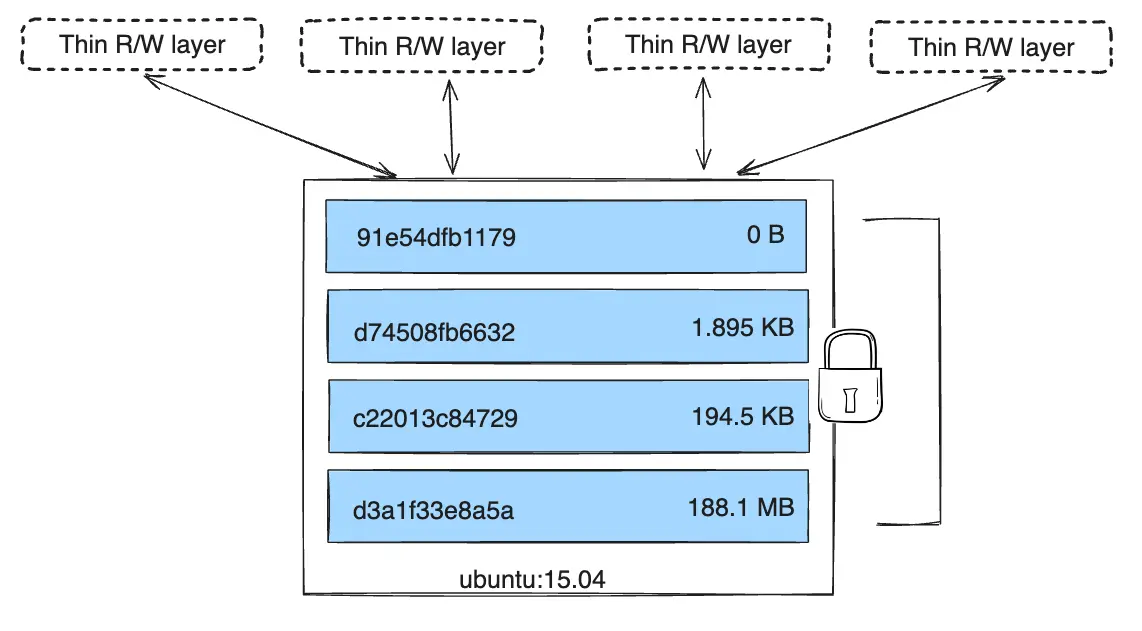 Thin R/W layer
Thin R/W layer
Thin R/W layer
Thin R/W layer
91e54dfb1179 0 B
d74508fb6632 1.895 KB
c22013c84729 194.5 KB
d3a1f33e8a5a 188.1 MB
ubuntu:15.04